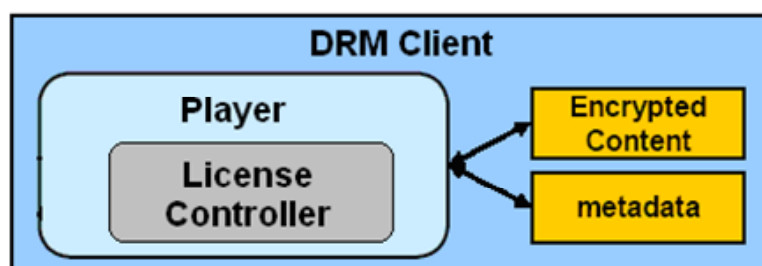 DRM Client
Player
License
Controller
Encrypted
Content
metadata